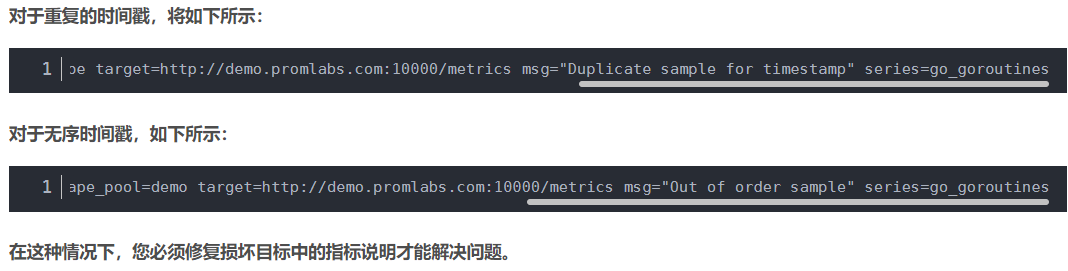 对于重复的时间戳，将如下所示：
1 pe target=http://demo.promlabs.com:10000/metrics msg="Duplicate sample for timestamp" series=go_goroutines
对于无序时间戳，如下所示：
1 ape_pool=demo target=http://demo.promlabs.com:10000/metrics msg="Out of order sample" series=go_goroutines
在这种情况下，您必须修复损坏目标中的指标说明才能解决问题。